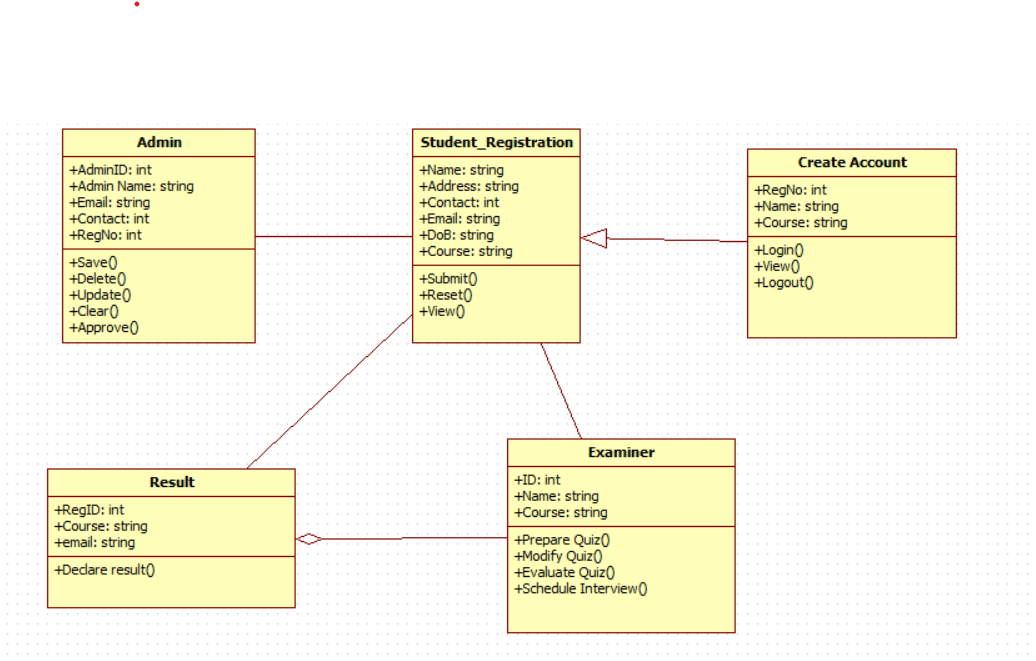 Admin
+AdminID: int
+Admin Name: string
+Email: string
+Contact: int
+RegNo: int
+Save()
+Delete()
+Update()
+Clear()
+Approve()
Student_Registration
+Name: string
+Address: string
+Contact: int
+Email: string
+DoB: string
+Course: string
+Submit()
+Reset()
+View()
Create Account
+RegNo: int
+Name: string
+Course: string
+Login()
+View()
+Logout()
Result
+RegID: int
+Course: string
+email: string
+Declare result()
Examiner
+ID: int
+Name: string
+Course: string
+Prepare Quiz()
+Modify Quiz()
+Evaluate Quiz()
+Schedule Interview()